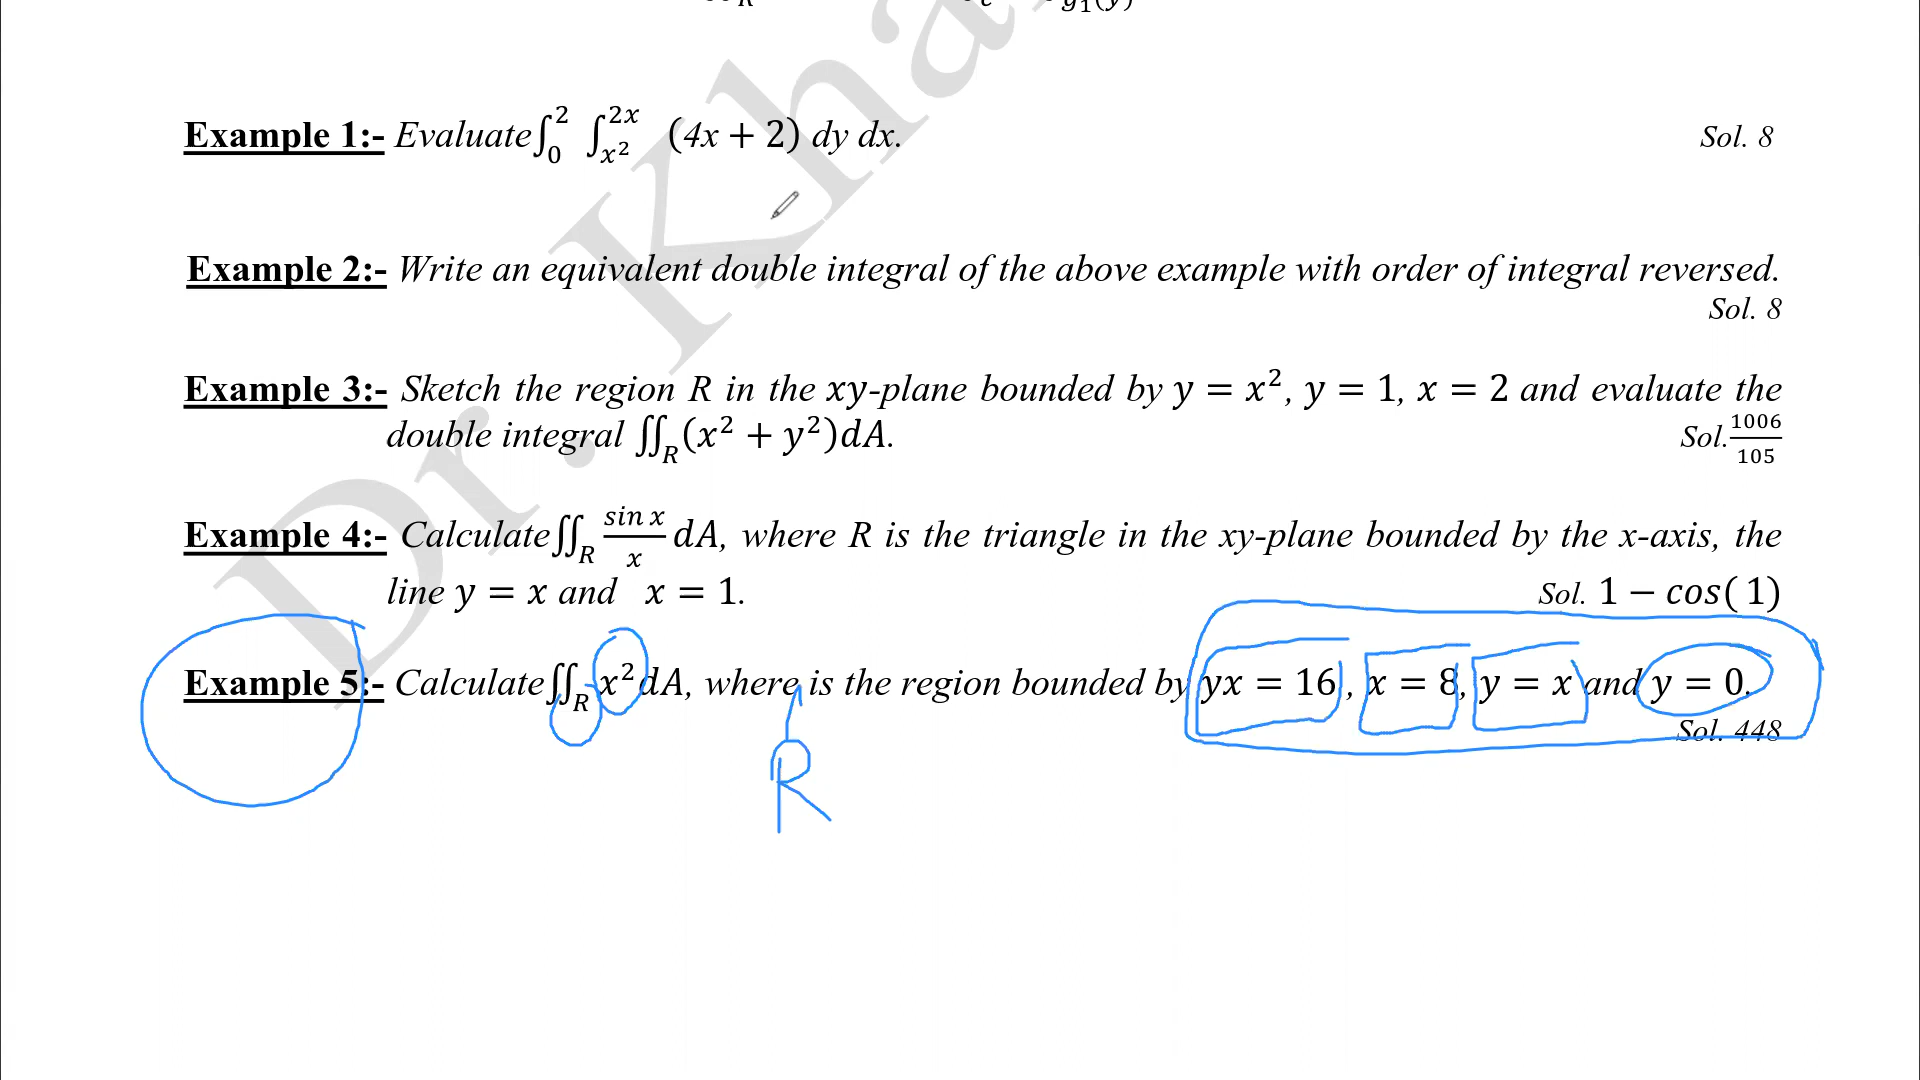 Dr. Kha
Example 1:- Evaluate ∫₀² ∫ₓ²²ˣ (4x + 2) dy dx. Sol. 8
Example 2:- Write an equivalent double integral of the above example with order of integral reversed.
Sol. 8
Example 3:- Sketch the region R in the xy-plane bounded by y = x², y = 1, x = 2 and evaluate the
double integral ∬_R(x² + y²)dA. Sol. 1006/105
Example 4:- Calculate ∬_R sin x/x dA, where R is the triangle in the xy-plane bounded by the x-axis, the
line y = x and x = 1. Sol. 1 − cos(1)
Example 5:- Calculate ∬_R x² dA, where is the region bounded by yx = 16, x = 8, y = x and y = 0.
Sol. 448
R